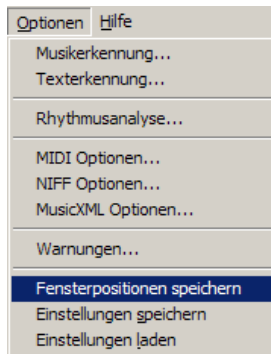 Optionen Hilfe
Musikerkennung...
Texterkennung...
Rhythmusanalyse...
MIDI Optionen...
NIFF Optionen...
MusicXML Optionen...
Warnungen...
Fensterpositionen speichern
Einstellungen speichern
Einstellungen laden